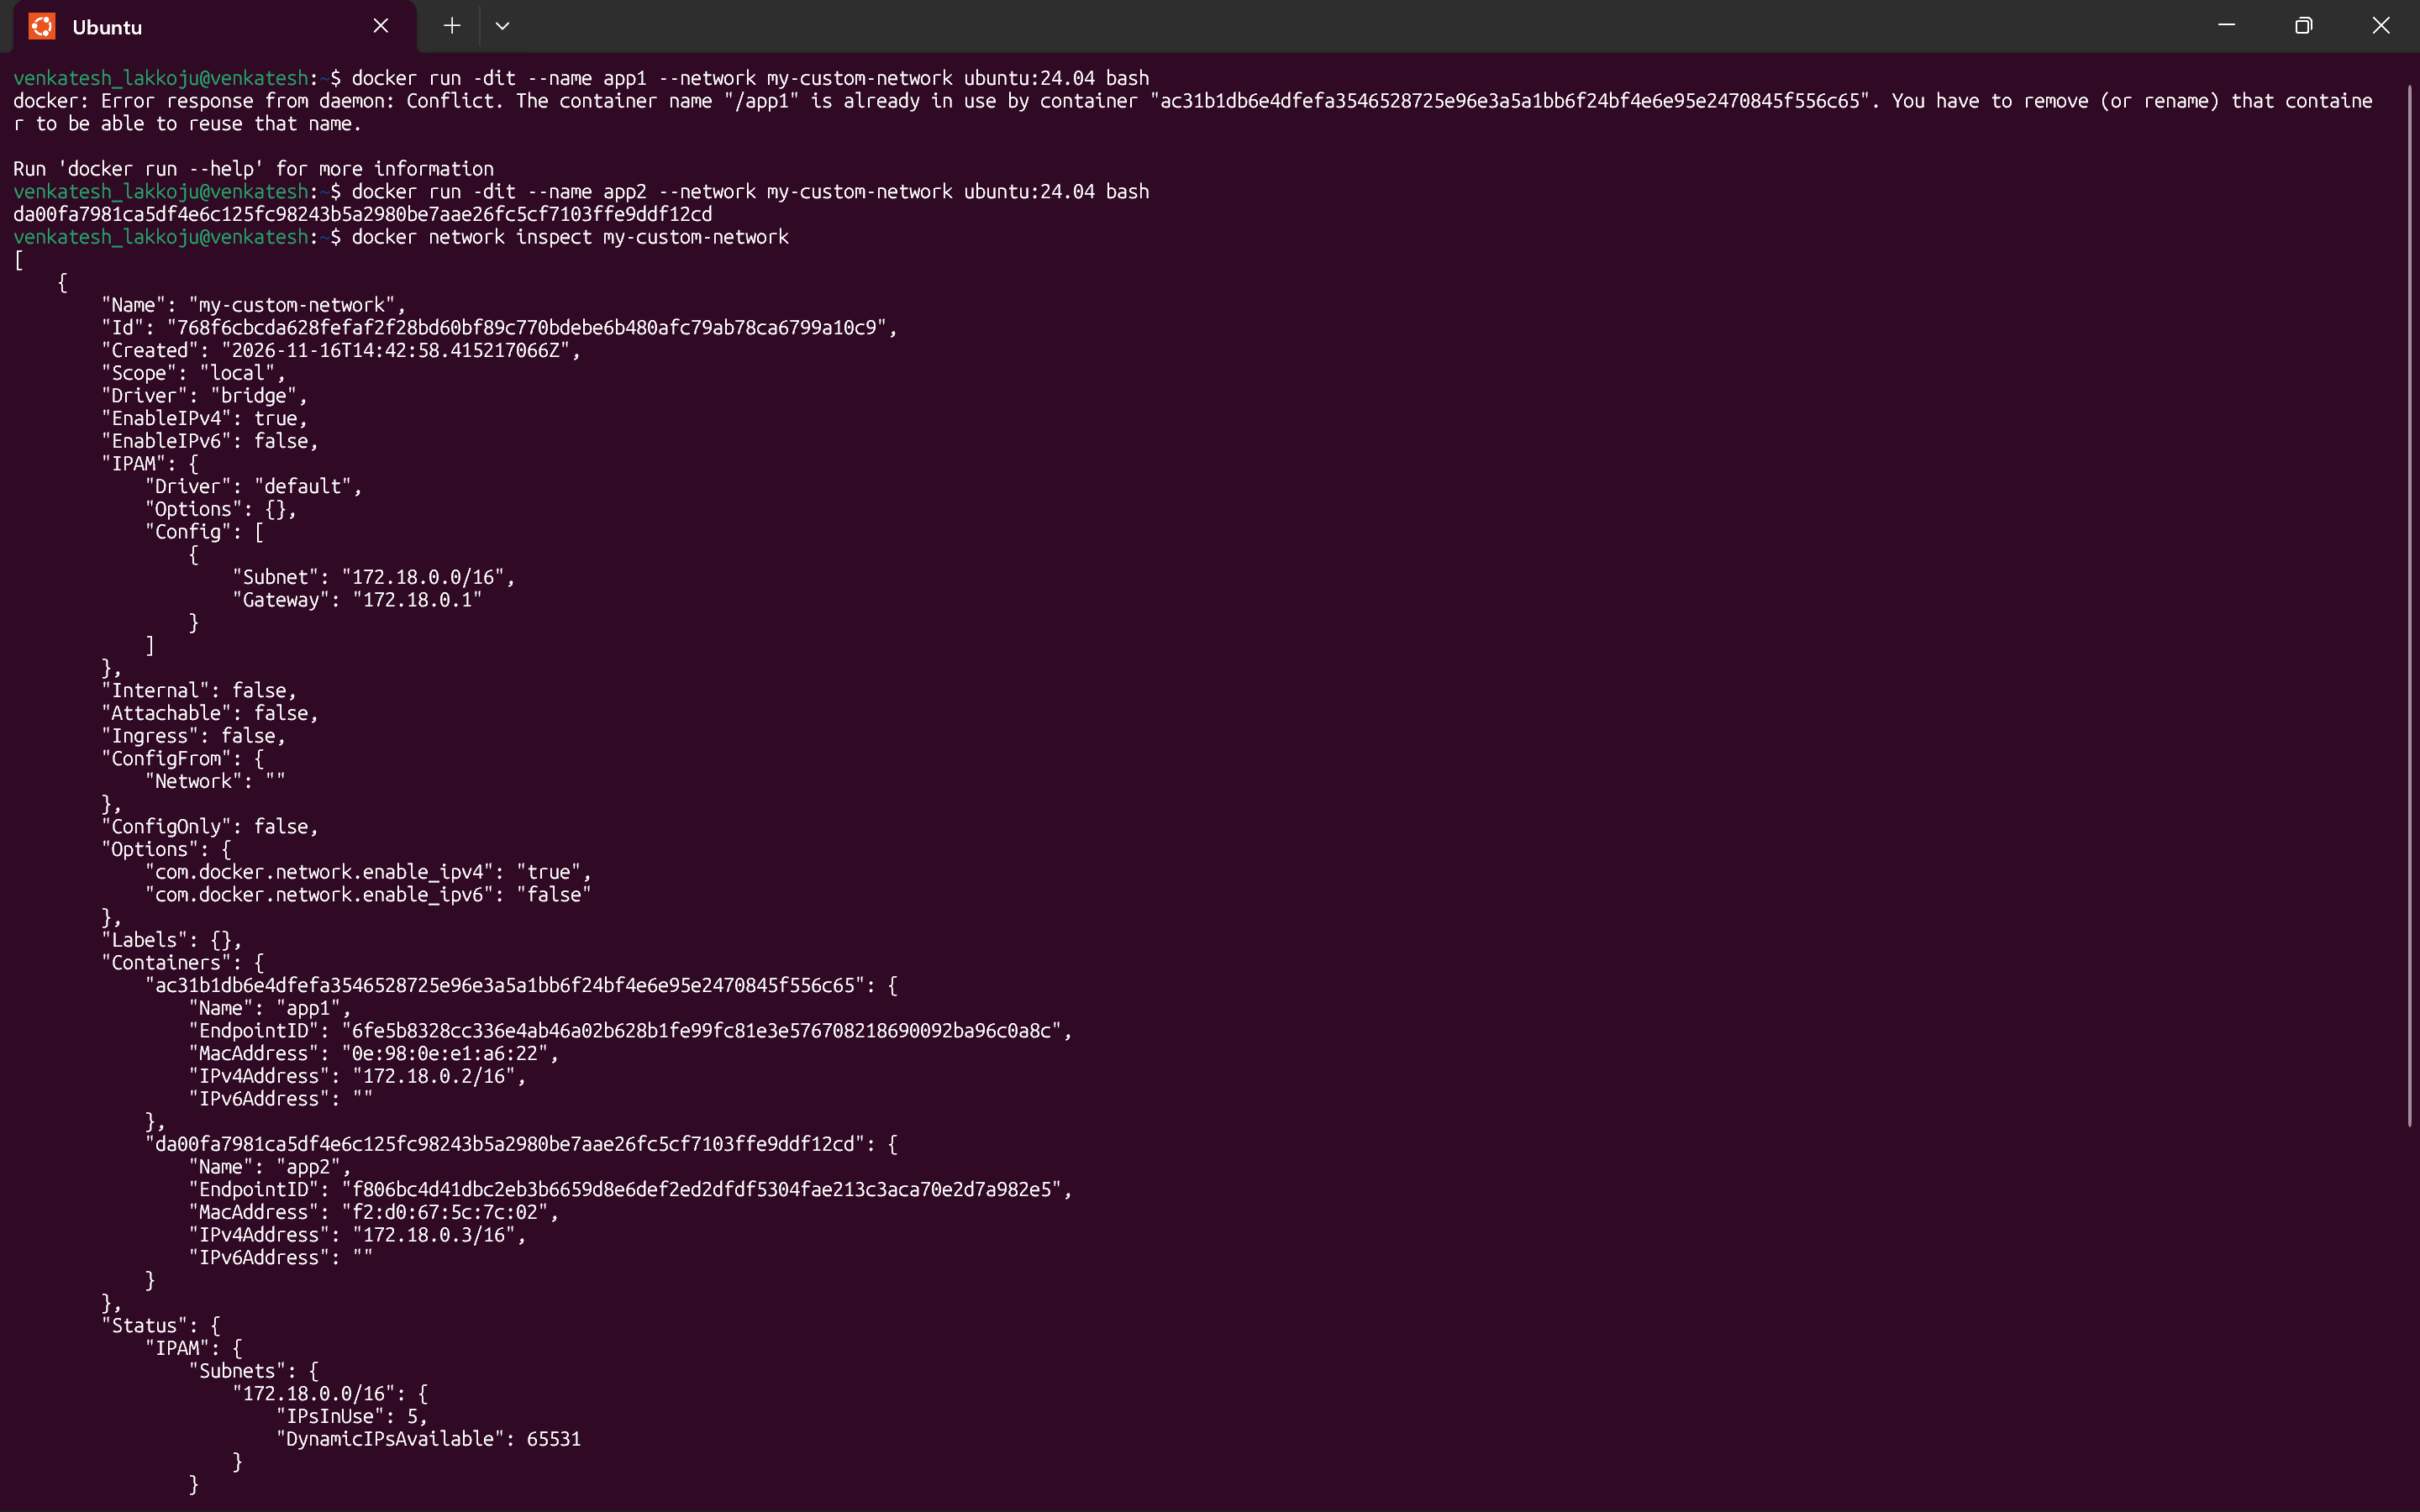 Ubuntu
venkatesh_lakkoju@venkatesh:~$ docker run -dit --name app1 --network my-custom-network ubuntu:24.04 bash
docker: Error response from daemon: Conflict. The container name "/app1" is already in use by container "ac31b1db6e4dfefa3546528725e96e3a5a1bb6f24bf4e6e95e2470845f556c65". You have to remove (or rename) that containe
r to be able to reuse that name.

Run 'docker run --help' for more information
venkatesh_lakkoju@venkatesh:~$ docker run -dit --name app2 --network my-custom-network ubuntu:24.04 bash
da00fa7981ca5df4e6c125fc98243b5a2980be7aae26fc5cf7103ffe9ddf12cd
venkatesh_lakkoju@venkatesh:~$ docker network inspect my-custom-network
[
    {
        "Name": "my-custom-network",
        "Id": "768f6cbcda628fefaf2f28bd60bf89c770bdebe6b480afc79ab78ca6799a10c9",
        "Created": "2026-11-16T14:42:58.415217066Z",
        "Scope": "local",
        "Driver": "bridge",
        "EnableIPv4": true,
        "EnableIPv6": false,
        "IPAM": {
            "Driver": "default",
            "Options": {},
            "Config": [
                {
                    "Subnet": "172.18.0.0/16",
                    "Gateway": "172.18.0.1"
                }
            ]
        },
        "Internal": false,
        "Attachable": false,
        "Ingress": false,
        "ConfigFrom": {
            "Network": ""
        },
        "ConfigOnly": false,
        "Options": {
            "com.docker.network.enable_ipv4": "true",
            "com.docker.network.enable_ipv6": "false"
        },
        "Labels": {},
        "Containers": {
            "ac31b1db6e4dfefa3546528725e96e3a5a1bb6f24bf4e6e95e2470845f556c65": {
                "Name": "app1",
                "EndpointID": "6fe5b8328cc336e4ab46a02b628b1fe99fc81e3e576708218690092ba96c0a8c",
                "MacAddress": "0e:98:0e:e1:a6:22",
                "IPv4Address": "172.18.0.2/16",
                "IPv6Address": ""
            },
            "da00fa7981ca5df4e6c125fc98243b5a2980be7aae26fc5cf7103ffe9ddf12cd": {
                "Name": "app2",
                "EndpointID": "f806bc4d41dbc2eb3b6659d8e6def2ed2dfdf5304fae213c3aca70e2d7a982e5",
                "MacAddress": "f2:d0:67:5c:7c:02",
                "IPv4Address": "172.18.0.3/16",
                "IPv6Address": ""
            }
        },
        "Status": {
            "IPAM": {
                "Subnets": {
                    "172.18.0.0/16": {
                        "IPsInUse": 5,
                        "DynamicIPsAvailable": 65531
                    }
                }